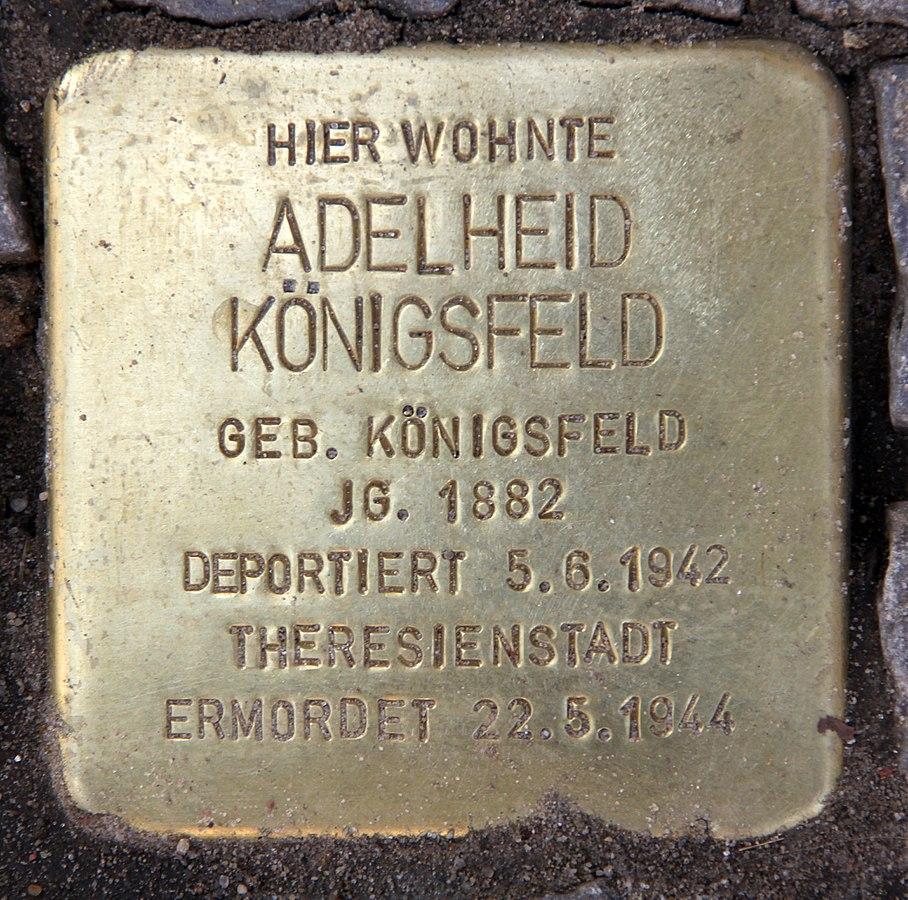 HIER WOHNTE
ADELHEID
KÖNIGSFELD
GEB. KÖNIGSFELD
JG. 1882
DEPORTIERT 5.6.1942
THERESIENSTADT
ERMORDET 22.5.1944